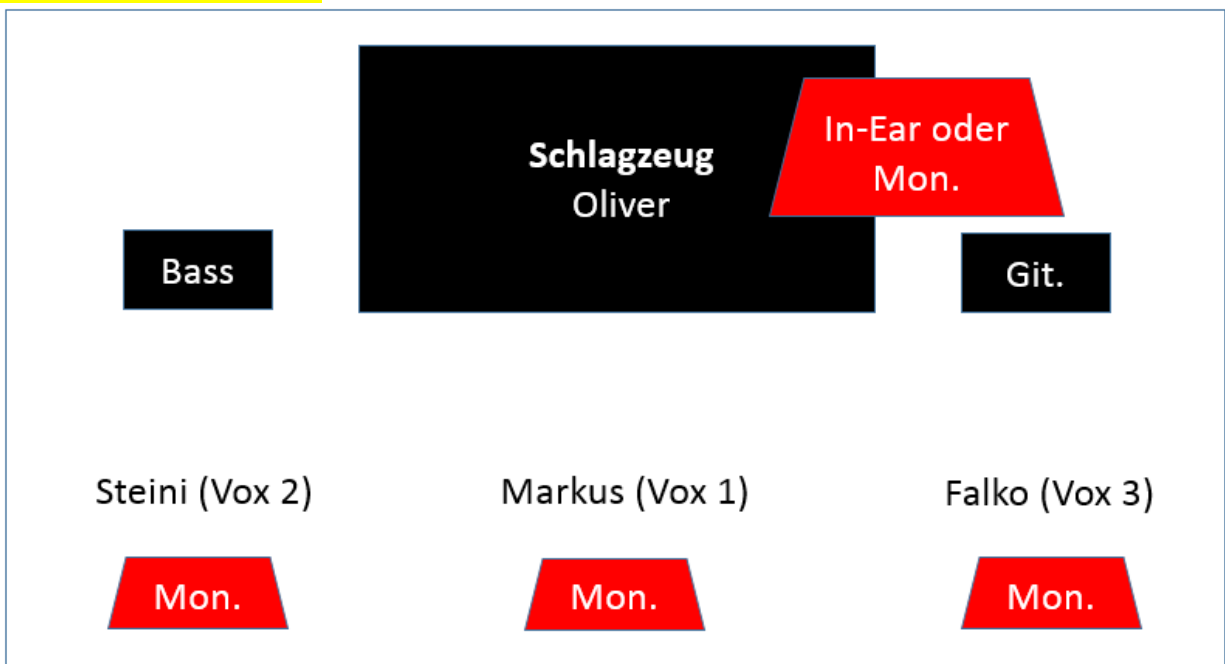 Schlagzeug
Oliver
In-Ear oder
Mon.
Bass
Git.
Steini (Vox 2)
Markus (Vox 1)
Falko (Vox 3)
Mon.
Mon.
Mon.